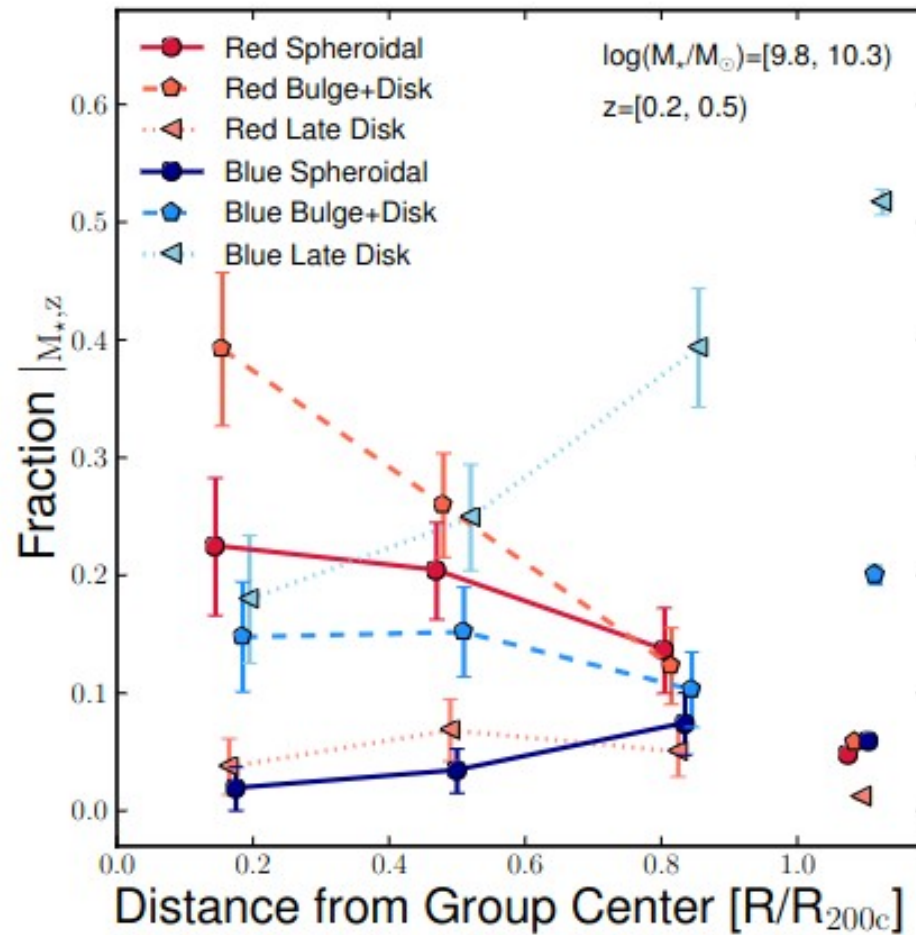 Red Spheroidal
Red Bulge+Disk
Red Late Disk
Blue Spheroidal
Blue Bulge+Disk
Blue Late Disk
log(M⋆/M⊙)=[9.8, 10.3)
z=[0.2, 0.5)
0.6
0.5
0.4
0.3
0.2
0.1
0.0
Fraction |M⋆,z
0.0 0.2 0.4 0.6 0.8 1.0
Distance from Group Center [R/R200c]